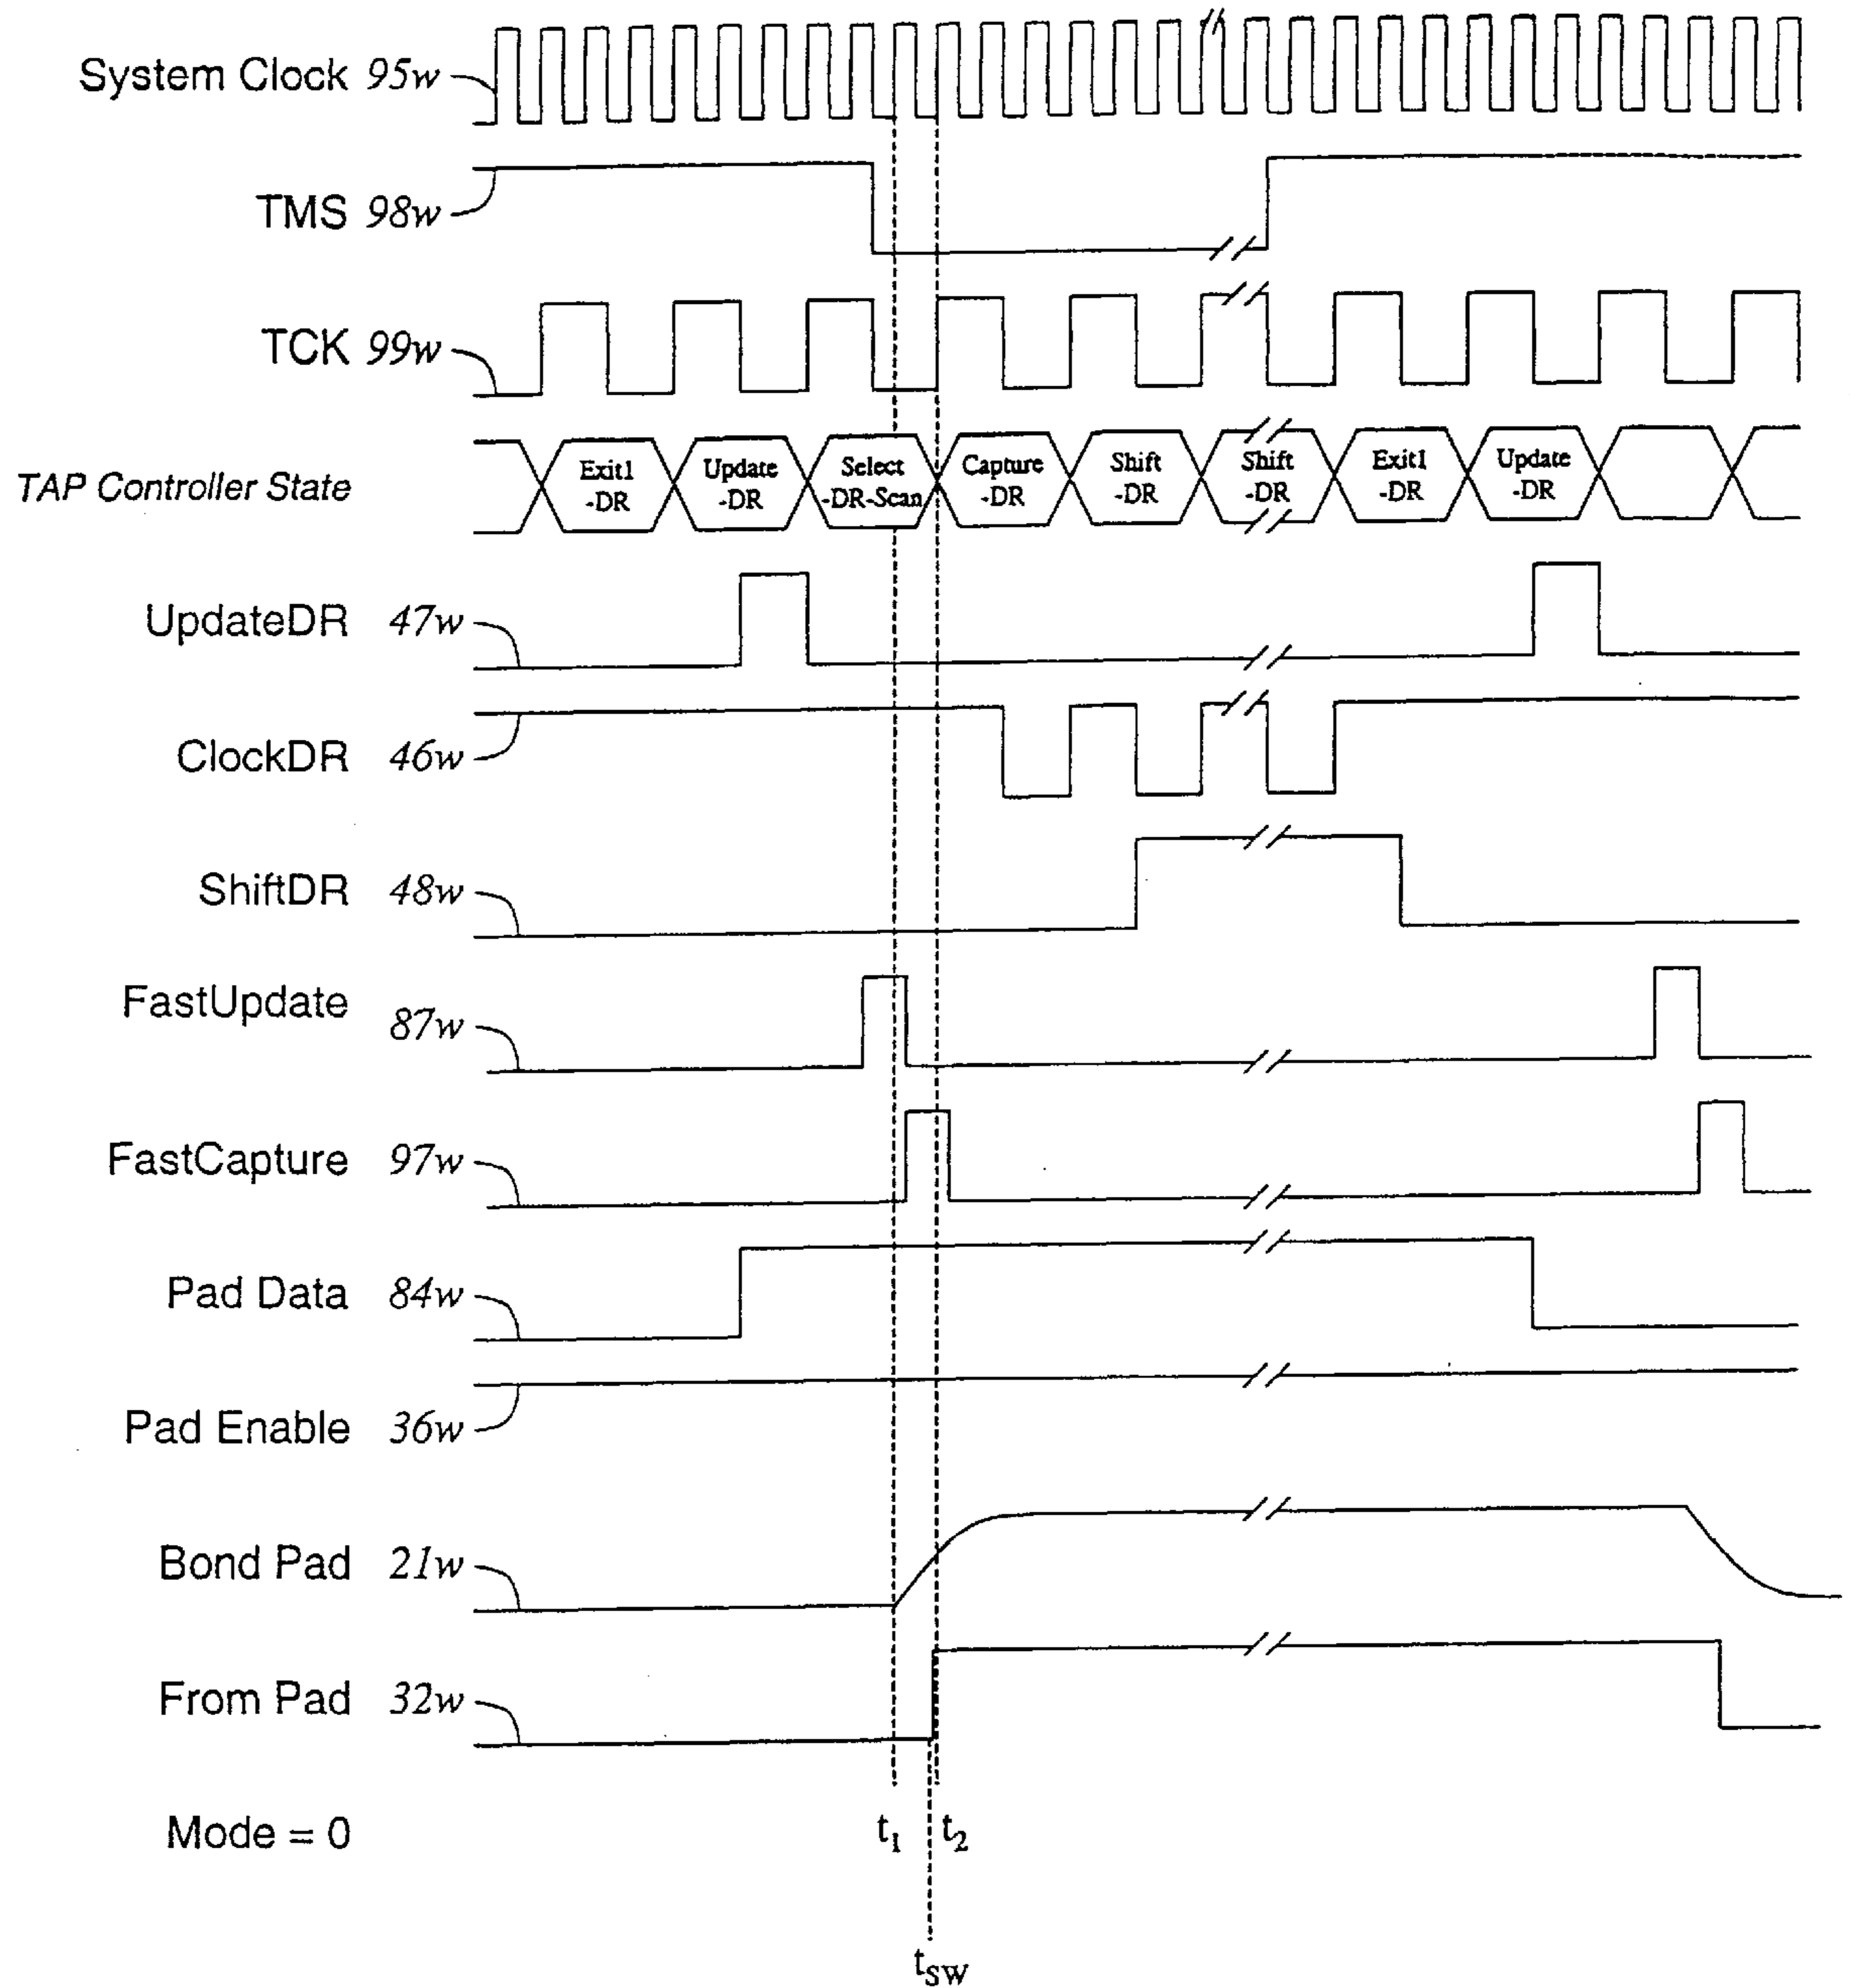 System Clock 95w
TMS 98w
TCK 99w
TAP Controller State
Exit1 -DR
Update -DR
Select -DR-Scan
Capture -DR
Shift -DR
Shift -DR
Exit1 -DR
Update -DR
UpdateDR 47w
ClockDR 46w
ShiftDR 48w
FastUpdate 87w
FastCapture 97w
Pad Data 84w
Pad Enable 36w
Bond Pad 21w
From Pad 32w
Mode = 0
t1 t2
tSW